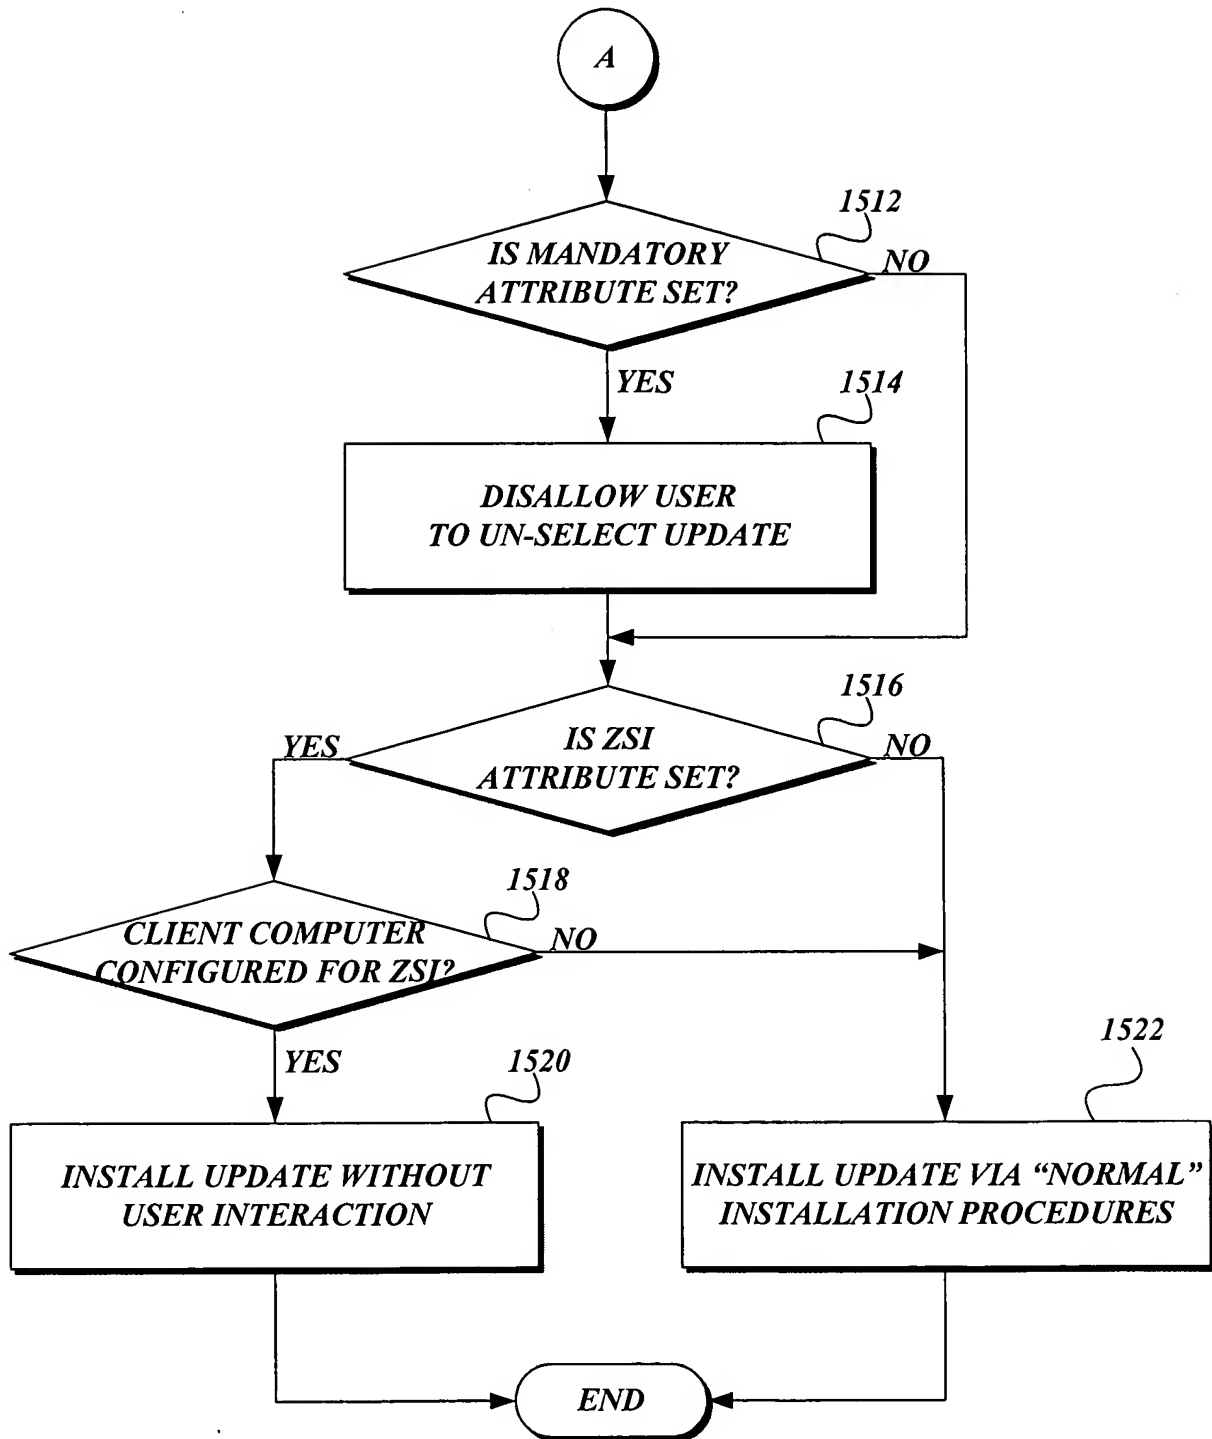 A
1512
IS MANDATORY
ATTRIBUTE SET?
NO
YES
1514
DISALLOW USER
TO UN-SELECT UPDATE
1516
YES
IS ZSI
ATTRIBUTE SET?
NO
1518
CLIENT COMPUTER
CONFIGURED FOR ZSI?
NO
YES
1520
1522
INSTALL UPDATE WITHOUT
USER INTERACTION
INSTALL UPDATE VIA “NORMAL”
INSTALLATION PROCEDURES
END